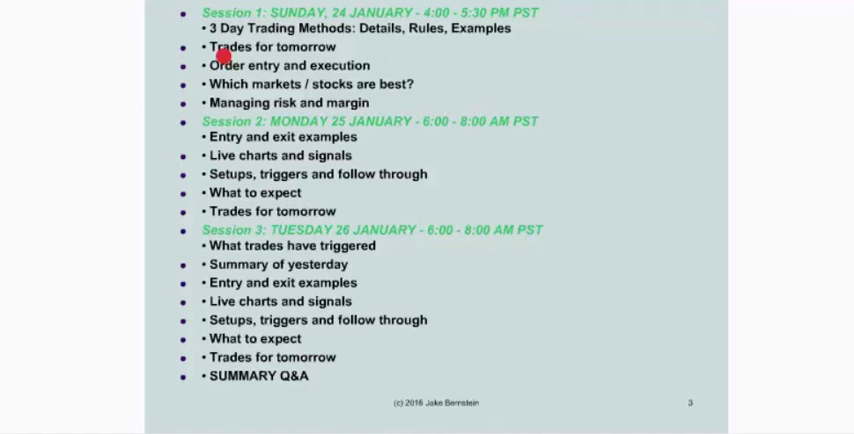 • Session 1: SUNDAY, 24 JANUARY - 4:00 - 5:30 PM PST
• 3 Day Trading Methods: Details, Rules, Examples
• • Trades for tomorrow
• • Order entry and execution
• • Which markets / stocks are best?
• • Managing risk and margin
• Session 2: MONDAY 25 JANUARY - 6:00 - 8:00 AM PST
• Entry and exit examples
• • Live charts and signals
• • Setups, triggers and follow through
• • What to expect
• • Trades for tomorrow
• Session 3: TUESDAY 26 JANUARY - 6:00 - 8:00 AM PST
• What trades have triggered
• • Summary of yesterday
• • Entry and exit examples
• • Live charts and signals
• • Setups, triggers and follow through
• • What to expect
• • Trades for tomorrow
• • SUMMARY Q&A
(c) 2016 Jake Bernstein
3